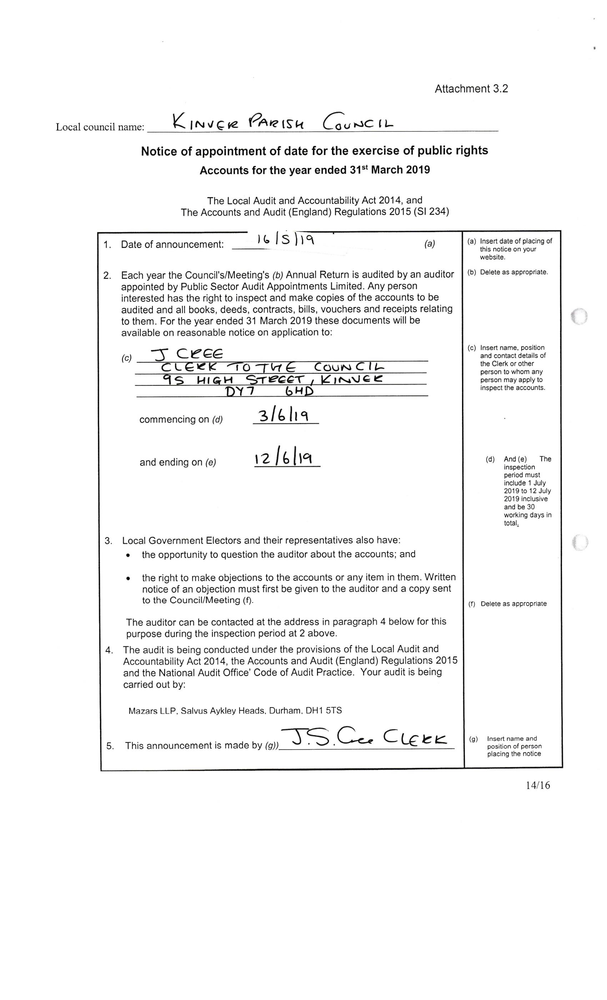 Attachment 3.2
Local council name: KINVER PARISH COUNCIL
Notice of appointment of date for the exercise of public rights
Accounts for the year ended 31st March 2019
The Local Audit and Accountability Act 2014, and
The Accounts and Audit (England) Regulations 2015 (SI 234)
1. Date of announcement: 16/5/19 (a)
(a) Insert date of placing of
this notice on your
website.
2. Each year the Council's/Meeting's (b) Annual Return is audited by an auditor
appointed by Public Sector Audit Appointments Limited. Any person
interested has the right to inspect and make copies of the accounts to be
audited and all books, deeds, contracts, bills, vouchers and receipts relating
to them. For the year ended 31 March 2019 these documents will be
available on reasonable notice on application to:
(b) Delete as appropriate.
(c) J CREE
CLERK TO THE COUNCIL
95 HIGH STREET, KINVER
DY7 6HD
(c) Insert name, position
and contact details of
the Clerk or other
person to whom any
person may apply to
inspect the accounts.
commencing on (d) 3/6/19
and ending on (e) 12/6/19
(d) And (e) The
inspection
period must
include 1 July
2019 to 12 July
2019 inclusive
and be 30
working days in
total.
3. Local Government Electors and their representatives also have:
• the opportunity to question the auditor about the accounts; and
• the right to make objections to the accounts or any item in them. Written
notice of an objection must first be given to the auditor and a copy sent
to the Council/Meeting (f).
(f) Delete as appropriate
The auditor can be contacted at the address in paragraph 4 below for this
purpose during the inspection period at 2 above.
4. The audit is being conducted under the provisions of the Local Audit and
Accountability Act 2014, the Accounts and Audit (England) Regulations 2015
and the National Audit Office' Code of Audit Practice. Your audit is being
carried out by:
Mazars LLP, Salvus Aykley Heads, Durham, DH1 5TS
5. This announcement is made by (g)) J.S. Cree CLERK
(g) Insert name and
position of person
placing the notice
14/16